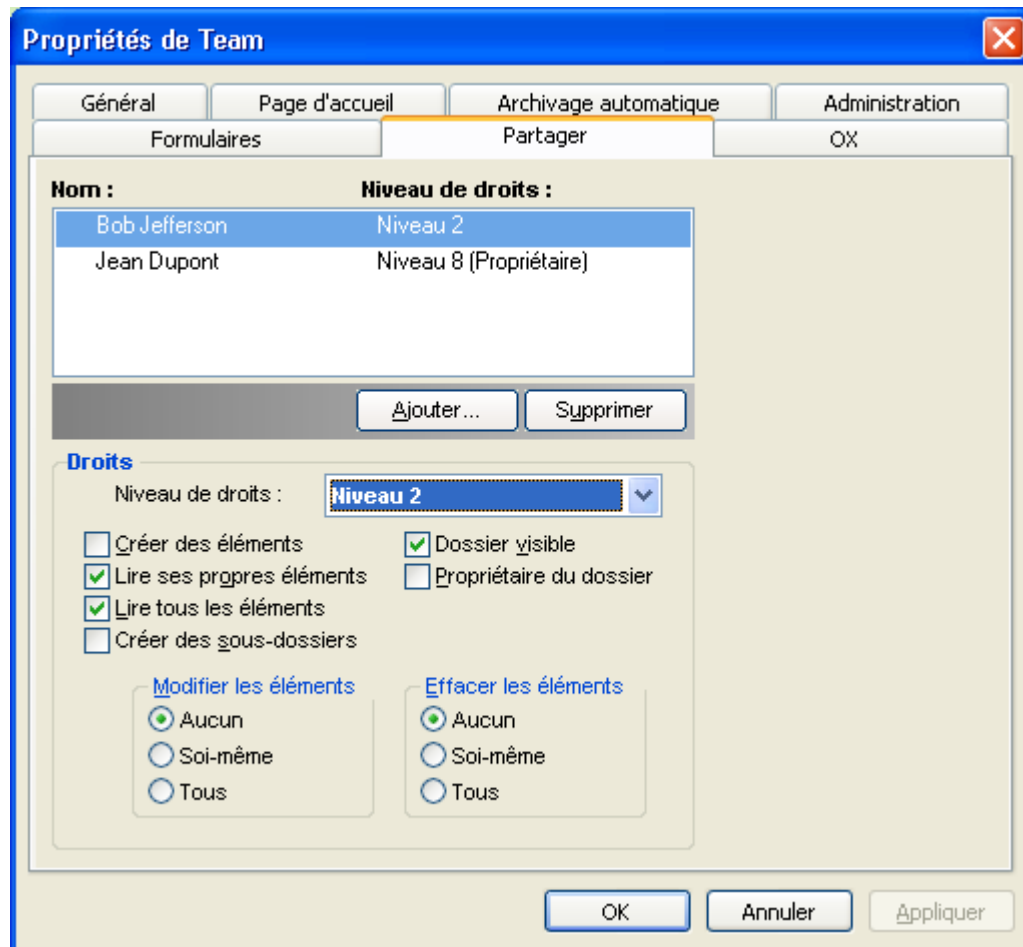 Propriétés de Team
Général Page d'accueil Archivage automatique Administration
Formulaires Partager OX
Nom : Niveau de droits :
Bob Jefferson Niveau 2
Jean Dupont Niveau 8 (Propriétaire)
Ajouter... Supprimer
Droits
Niveau de droits : Niveau 2
Créer des éléments Dossier visible
Lire ses propres éléments Propriétaire du dossier
Lire tous les éléments
Créer des sous-dossiers
Modifier les éléments Effacer les éléments
Aucun Aucun
Soi-même Soi-même
Tous Tous
OK Annuler Appliquer